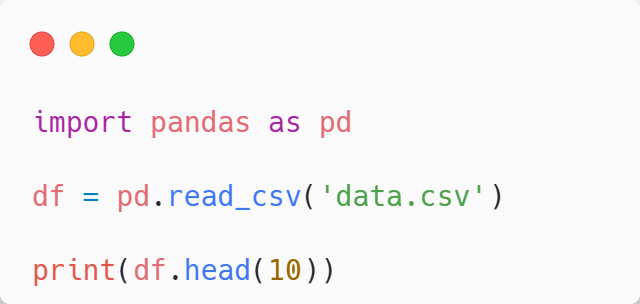 import pandas as pd
df = pd.read_csv('data.csv')
print(df.head(10))